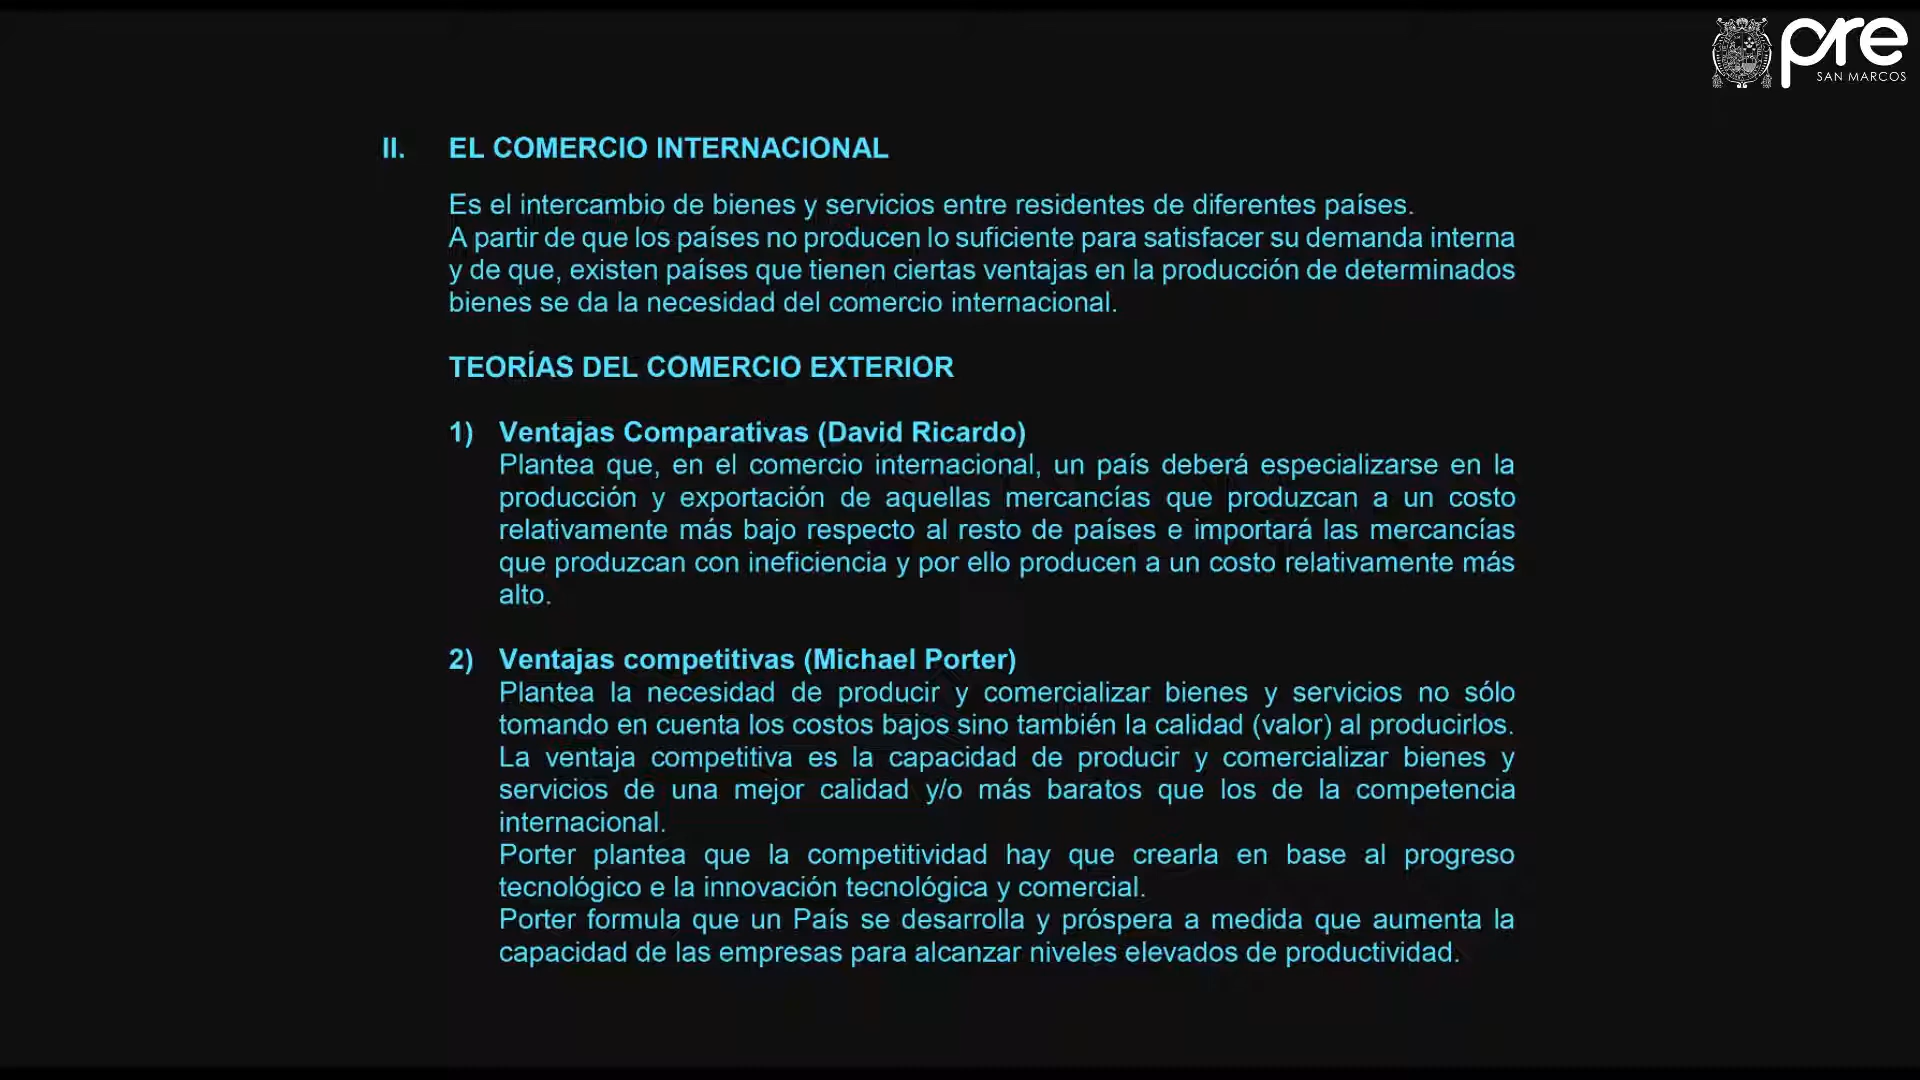 pre
SAN MARCOS
II. EL COMERCIO INTERNACIONAL
Es el intercambio de bienes y servicios entre residentes de diferentes países.
A partir de que los países no producen lo suficiente para satisfacer su demanda interna
y de que, existen países que tienen ciertas ventajas en la producción de determinados
bienes se da la necesidad del comercio internacional.
TEORÍAS DEL COMERCIO EXTERIOR
1) Ventajas Comparativas (David Ricardo)
Plantea que, en el comercio internacional, un país deberá especializarse en la
producción y exportación de aquellas mercancías que produzcan a un costo
relativamente más bajo respecto al resto de países e importará las mercancías
que produzcan con ineficiencia y por ello producen a un costo relativamente más
alto.
2) Ventajas competitivas (Michael Porter)
Plantea la necesidad de producir y comercializar bienes y servicios no sólo
tomando en cuenta los costos bajos sino también la calidad (valor) al producirlos.
La ventaja competitiva es la capacidad de producir y comercializar bienes y
servicios de una mejor calidad y/o más baratos que los de la competencia
internacional.
Porter plantea que la competitividad hay que crearla en base al progreso
tecnológico e la innovación tecnológica y comercial.
Porter formula que un País se desarrolla y próspera a medida que aumenta la
capacidad de las empresas para alcanzar niveles elevados de productividad.